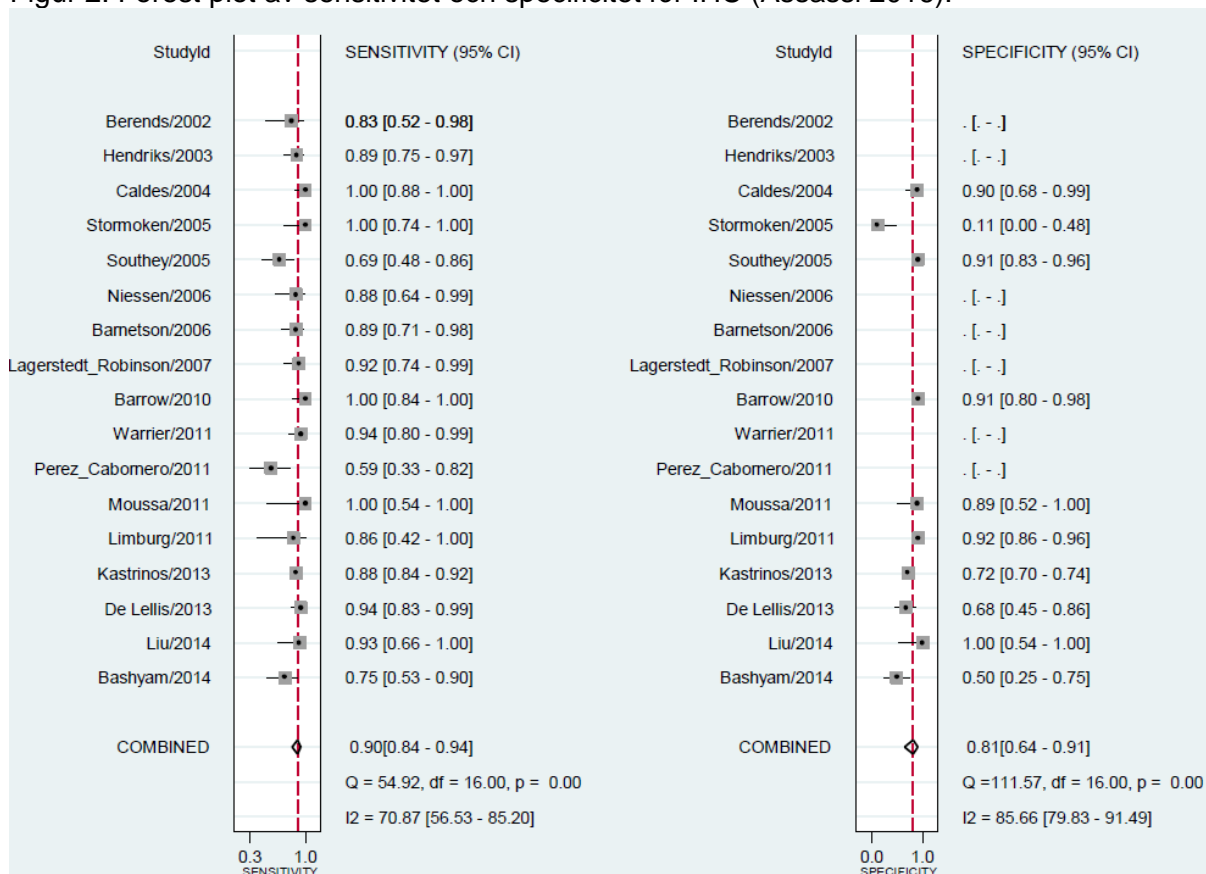 StudyId SENSITIVITY (95% CI) StudyId SPECIFICITY (95% CI)
Berends/2002 0.83 [0.52 - 0.98] Berends/2002 . [. - .]
Hendriks/2003 0.89 [0.75 - 0.97] Hendriks/2003 . [. - .]
Caldes/2004 1.00 [0.88 - 1.00] Caldes/2004 0.90 [0.68 - 0.99]
Stormoken/2005 1.00 [0.74 - 1.00] Stormoken/2005 0.11 [0.00 - 0.48]
Southey/2005 0.69 [0.48 - 0.86] Southey/2005 0.91 [0.83 - 0.96]
Niessen/2006 0.88 [0.64 - 0.99] Niessen/2006 . [. - .]
Barnetson/2006 0.89 [0.71 - 0.98] Barnetson/2006 . [. - .]
Lagerstedt_Robinson/2007 0.92 [0.74 - 0.99] Lagerstedt_Robinson/2007 . [. - .]
Barrow/2010 1.00 [0.84 - 1.00] Barrow/2010 0.91 [0.80 - 0.98]
Warrier/2011 0.94 [0.80 - 0.99] Warrier/2011 . [. - .]
Perez_Cabornero/2011 0.59 [0.33 - 0.82] Perez_Cabornero/2011 . [. - .]
Moussa/2011 1.00 [0.54 - 1.00] Moussa/2011 0.89 [0.52 - 1.00]
Limburg/2011 0.86 [0.42 - 1.00] Limburg/2011 0.92 [0.86 - 0.96]
Kastrinos/2013 0.88 [0.84 - 0.92] Kastrinos/2013 0.72 [0.70 - 0.74]
De Lellis/2013 0.94 [0.83 - 0.99] De Lellis/2013 0.68 [0.45 - 0.86]
Liu/2014 0.93 [0.66 - 1.00] Liu/2014 1.00 [0.54 - 1.00]
Bashyam/2014 0.75 [0.53 - 0.90] Bashyam/2014 0.50 [0.25 - 0.75]
COMBINED 0.90[0.84 - 0.94] COMBINED 0.81[0.64 - 0.91]
Q = 54.92, df = 16.00, p = 0.00 Q =111.57, df = 16.00, p = 0.00
I2 = 70.87 [56.53 - 85.20] I2 = 85.66 [79.83 - 91.49]
0.3 1.0 0.0 1.0
SENSITIVITY SPECIFICITY